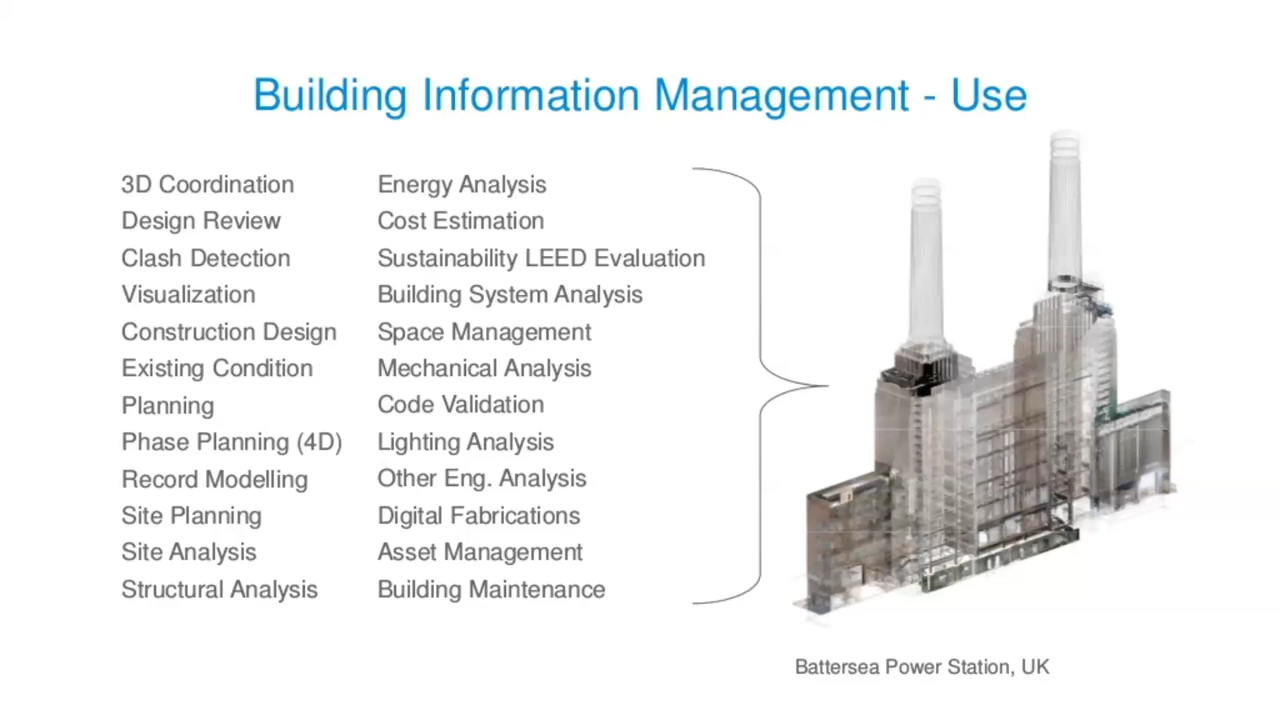 Building Information Management - Use
3D Coordination
Design Review
Clash Detection
Visualization
Construction Design
Existing Condition
Planning
Phase Planning (4D)
Record Modelling
Site Planning
Site Analysis
Structural Analysis
Energy Analysis
Cost Estimation
Sustainability LEED Evaluation
Building System Analysis
Space Management
Mechanical Analysis
Code Validation
Lighting Analysis
Other Eng. Analysis
Digital Fabrications
Asset Management
Building Maintenance
Battersea Power Station, UK